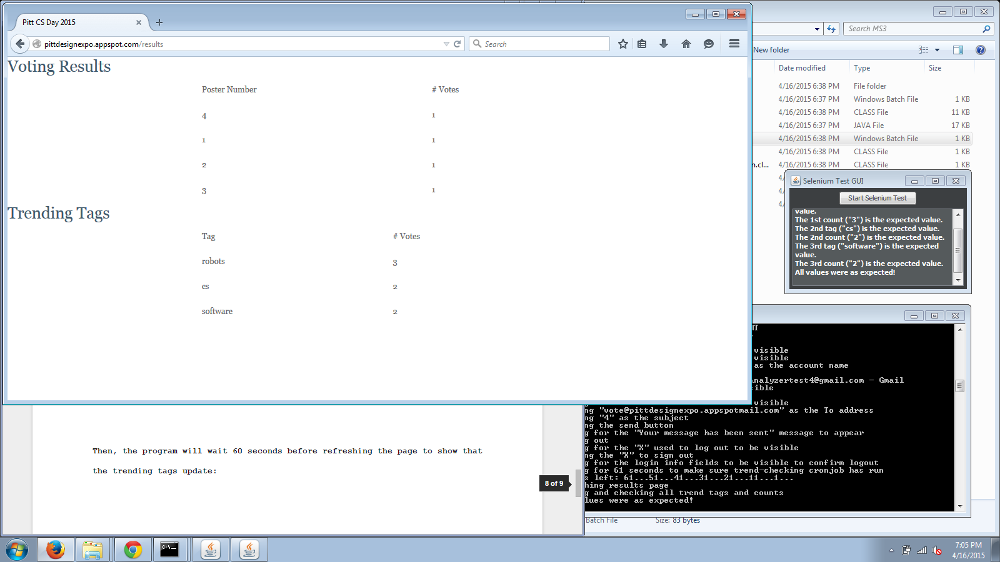 Pitt CS Day 2015
pittdesignexpo.appspot.com/results
Search
Voting Results
Poster Number # Votes
4 1
1 1
2 1
3 1
Trending Tags
Tag # Votes
robots 3
cs 2
software 2
Search MS3
New folder
Date modified Type Size
4/16/2015 6:38 PM File folder
4/16/2015 6:37 PM Windows Batch File 1 KB
4/16/2015 6:38 PM CLASS File 11 KB
4/16/2015 6:37 PM JAVA File 17 KB
4/16/2015 6:38 PM Windows Batch File 1 KB
4/16/2015 6:38 PM CLASS File 1 KB
n.cl... 4/16/2015 6:38 PM CLASS File 1 KB
4/
4/
4/
Selenium Test GUI
Start Selenium Test
value.
The 1st count ("3") is the expected value.
The 2nd tag ("cs") is the expected value.
The 2nd count ("2") is the expected value.
The 3rd tag ("software") is the expected
value.
The 3rd count ("2") is the expected value.
All values were as expected!
visible
visible
as the account name
nalyzertest4@gmail.com - Gmail
ible
visible
ng "vote@pittdesignexpo.appspotmail.com" as the To address
ng "4" as the subject
ng the send button
g for the "Your message has been sent" message to appear
g out
g for the "X" used to log out to be visible
ng the "X" to sign out
g for the login info fields to be visible to confirm logout
g for 61 seconds to make sure trend-checking cronjob has run
s left: 61...51...41...31...21...11...1...
hing results page
g and checking all trend tags and counts
lues were as expected!
Batch File Size: 83 bytes
Then, the program will wait 60 seconds before refreshing the page to show that
the trending tags update:
8 of 9
C:\.
7:05 PM
4/16/2015